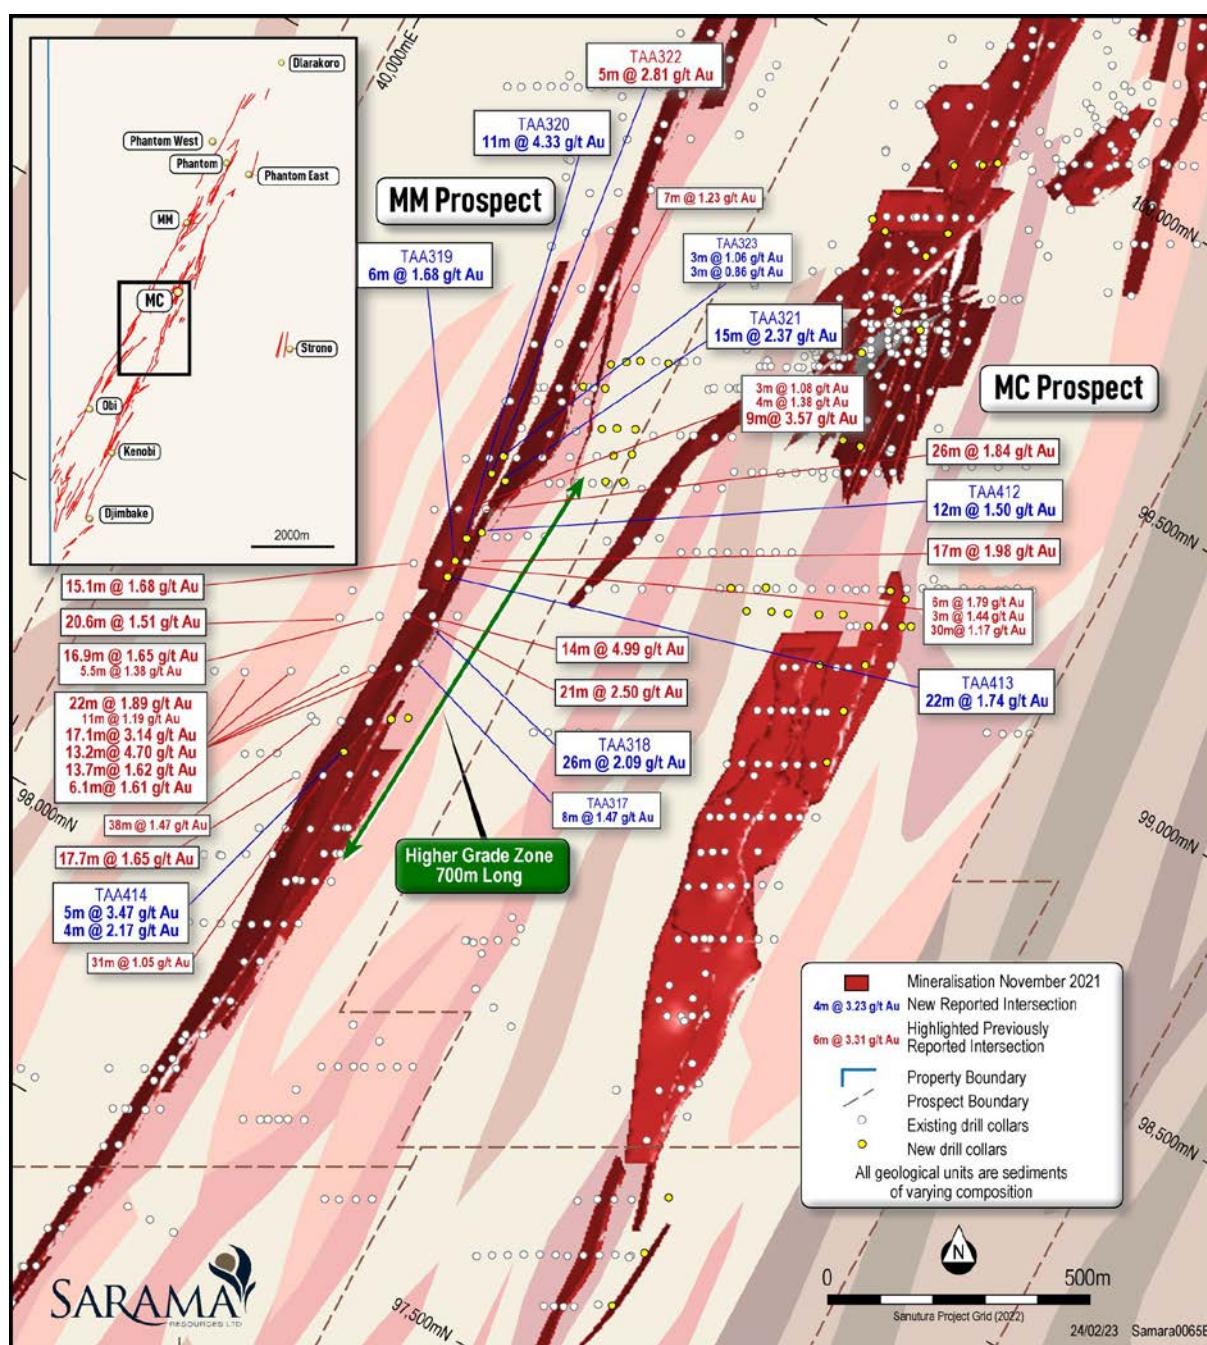 Dlarakoro
Phantom West
Phantom
Phantom East
MM
MC
Strono
Obi
Kenobi
Djimbake
2000m
40,000mE
TAA322
5m @ 2.81 g/t Au
TAA320
11m @ 4.33 g/t Au
MM Prospect
7m @ 1.23 g/t Au
TAA319
6m @ 1.68 g/t Au
TAA323
3m @ 1.06 g/t Au
3m @ 0.86 g/t Au
TAA321
15m @ 2.37 g/t Au
100,000mN
MC Prospect
3m @ 1.08 g/t Au
4m @ 1.38 g/t Au
9m@ 3.57 g/t Au
26m @ 1.84 g/t Au
TAA412
12m @ 1.50 g/t Au
99,500mN
17m @ 1.98 g/t Au
15.1m @ 1.68 g/t Au
20.6m @ 1.51 g/t Au
6m @ 1.79 g/t Au
3m @ 1.44 g/t Au
30m@ 1.17 g/t Au
16.9m @ 1.65 g/t Au
5.5m @ 1.38 g/t Au
14m @ 4.99 g/t Au
21m @ 2.50 g/t Au
TAA413
22m @ 1.74 g/t Au
22m @ 1.89 g/t Au
11m @ 1.19 g/t Au
17.1m @ 3.14 g/t Au
13.2m@ 4.70 g/t Au
13.7m @ 1.62 g/t Au
6.1m @ 1.61 g/t Au
TAA318
26m @ 2.09 g/t Au
TAA317
8m @ 1.47 g/t Au
98,000mN
38m @ 1.47 g/t Au
17.7m @ 1.65 g/t Au
99,000mN
Higher Grade Zone
700m Long
TAA414
5m @ 3.47 g/t Au
4m @ 2.17 g/t Au
31m @ 1.05 g/t Au
Mineralisation November 2021
4m @ 3.23 g/t Au New Reported Intersection
6m @ 3.31 g/t Au Highlighted Previously
Reported Intersection
Property Boundary
Prospect Boundary
Existing drill collars
New drill collars
All geological units are sediments
of varying composition
98,500mN
N
0 500m
Sanutura Project Grid (2022)
97,500mN
SARAMA
RESOURCES LTD
24/02/23 Samara0065B